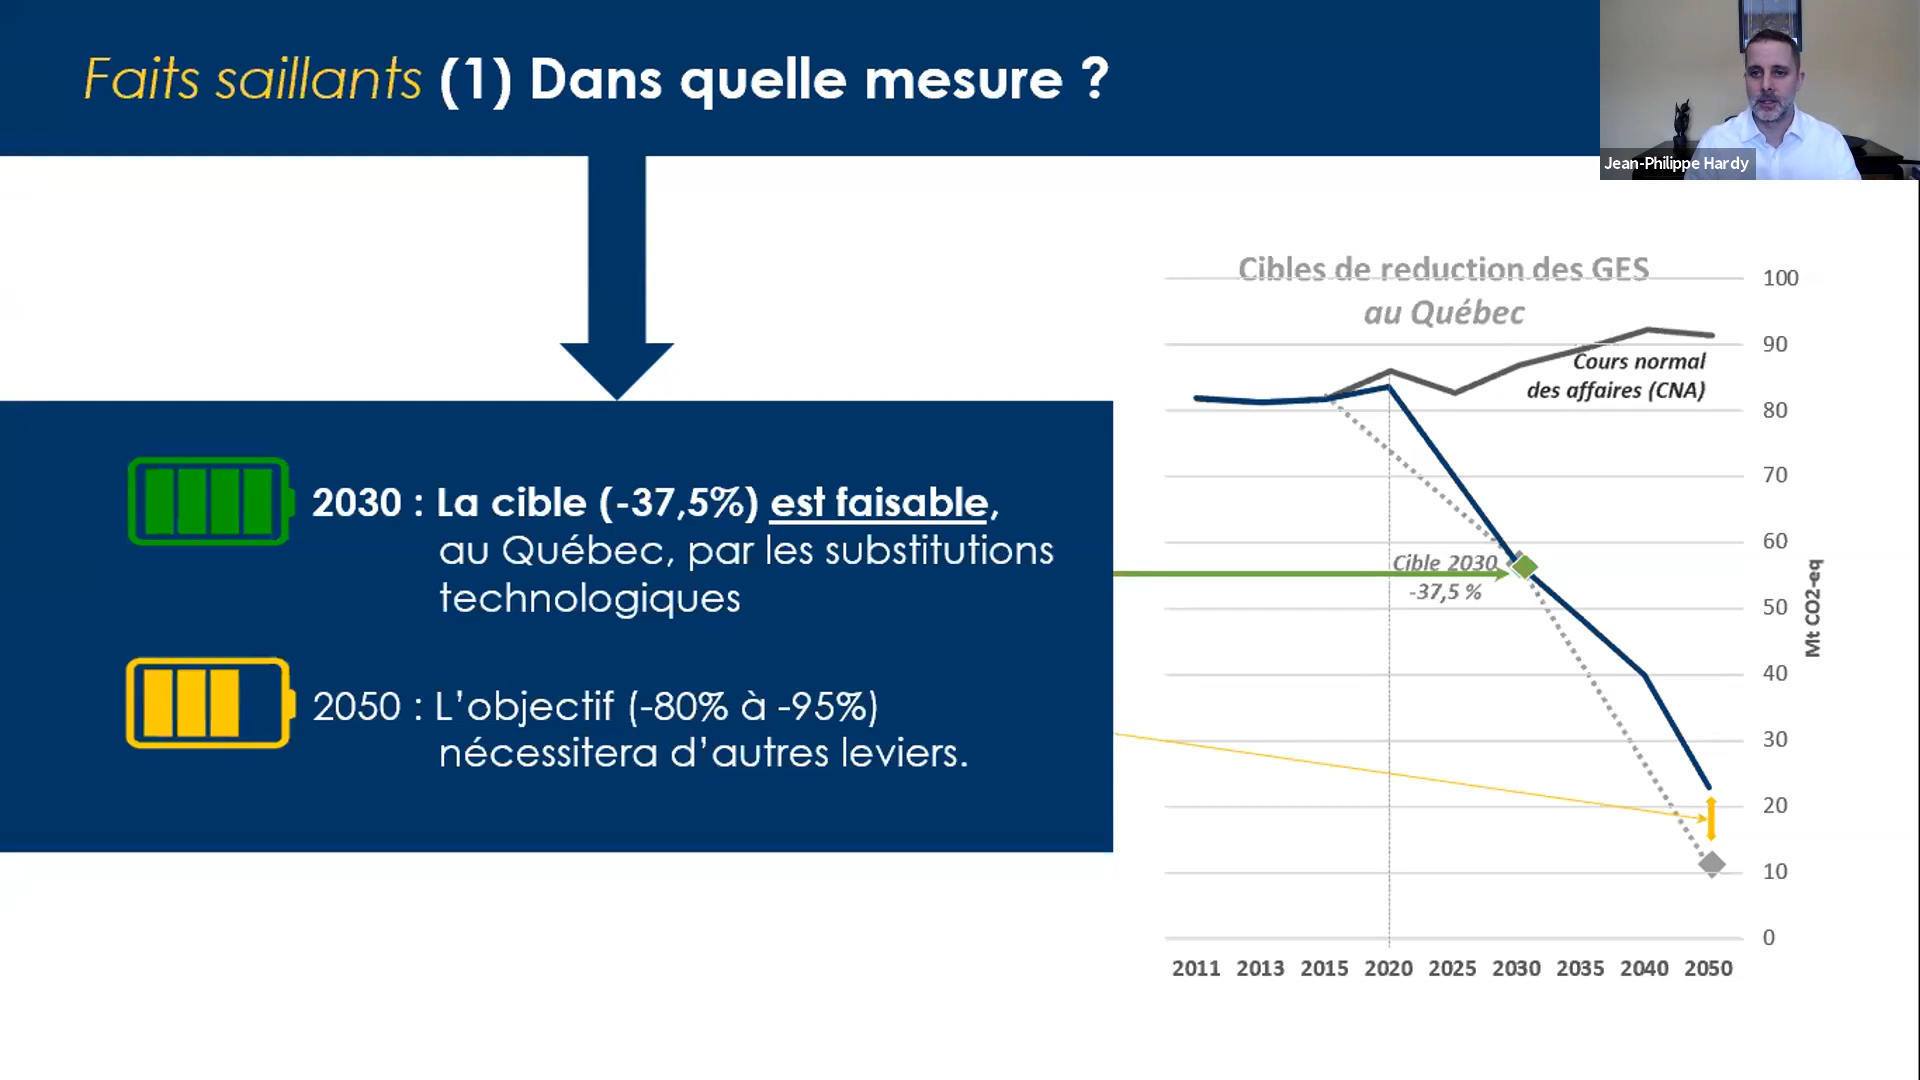 Faits saillants (1) Dans quelle mesure ?
Jean-Philippe Hardy
2030 : La cible (-37,5%) est faisable,
au Québec, par les substitutions
technologiques
2050 : L’objectif (-80% à -95%)
nécessitera d’autres leviers.
Cibles de reduction des GES
au Québec
Cours normal
des affaires (CNA)
Cible 2030
-37,5 %
100
90
80
70
60
50
40
30
20
10
0
Mt CO2-eq
2011 2013 2015 2020 2025 2030 2035 2040 2050